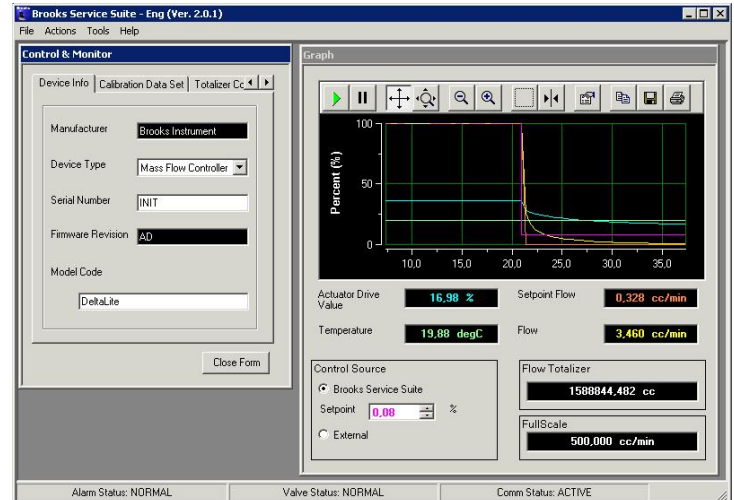 Brooks Service Suite - Eng (Ver. 2.0.1)
File Actions Tools Help
Control & Monitor
Device Info Calibration Data Set Totalizer Cc
Manufacturer Brooks Instrument
Device Type Mass Flow Controller
Serial Number INIT
Firmware Revision AD
Model Code
DeltaLite
Close Form
Graph
Percent (%)
100
50
0
10,0 15,0 20,0 25,0 30,0 35,0
Actuator Drive Value 16,98 % Setpoint Flow 0,328 cc/min
Temperature 19,88 degC Flow 3,460 cc/min
Control Source
Brooks Service Suite
Setpoint 0,08 %
External
Flow Totalizer
1588844,482 cc
FullScale
500,000 cc/min
Alarm Status: NORMAL Valve Status: NORMAL Comm Status: ACTIVE